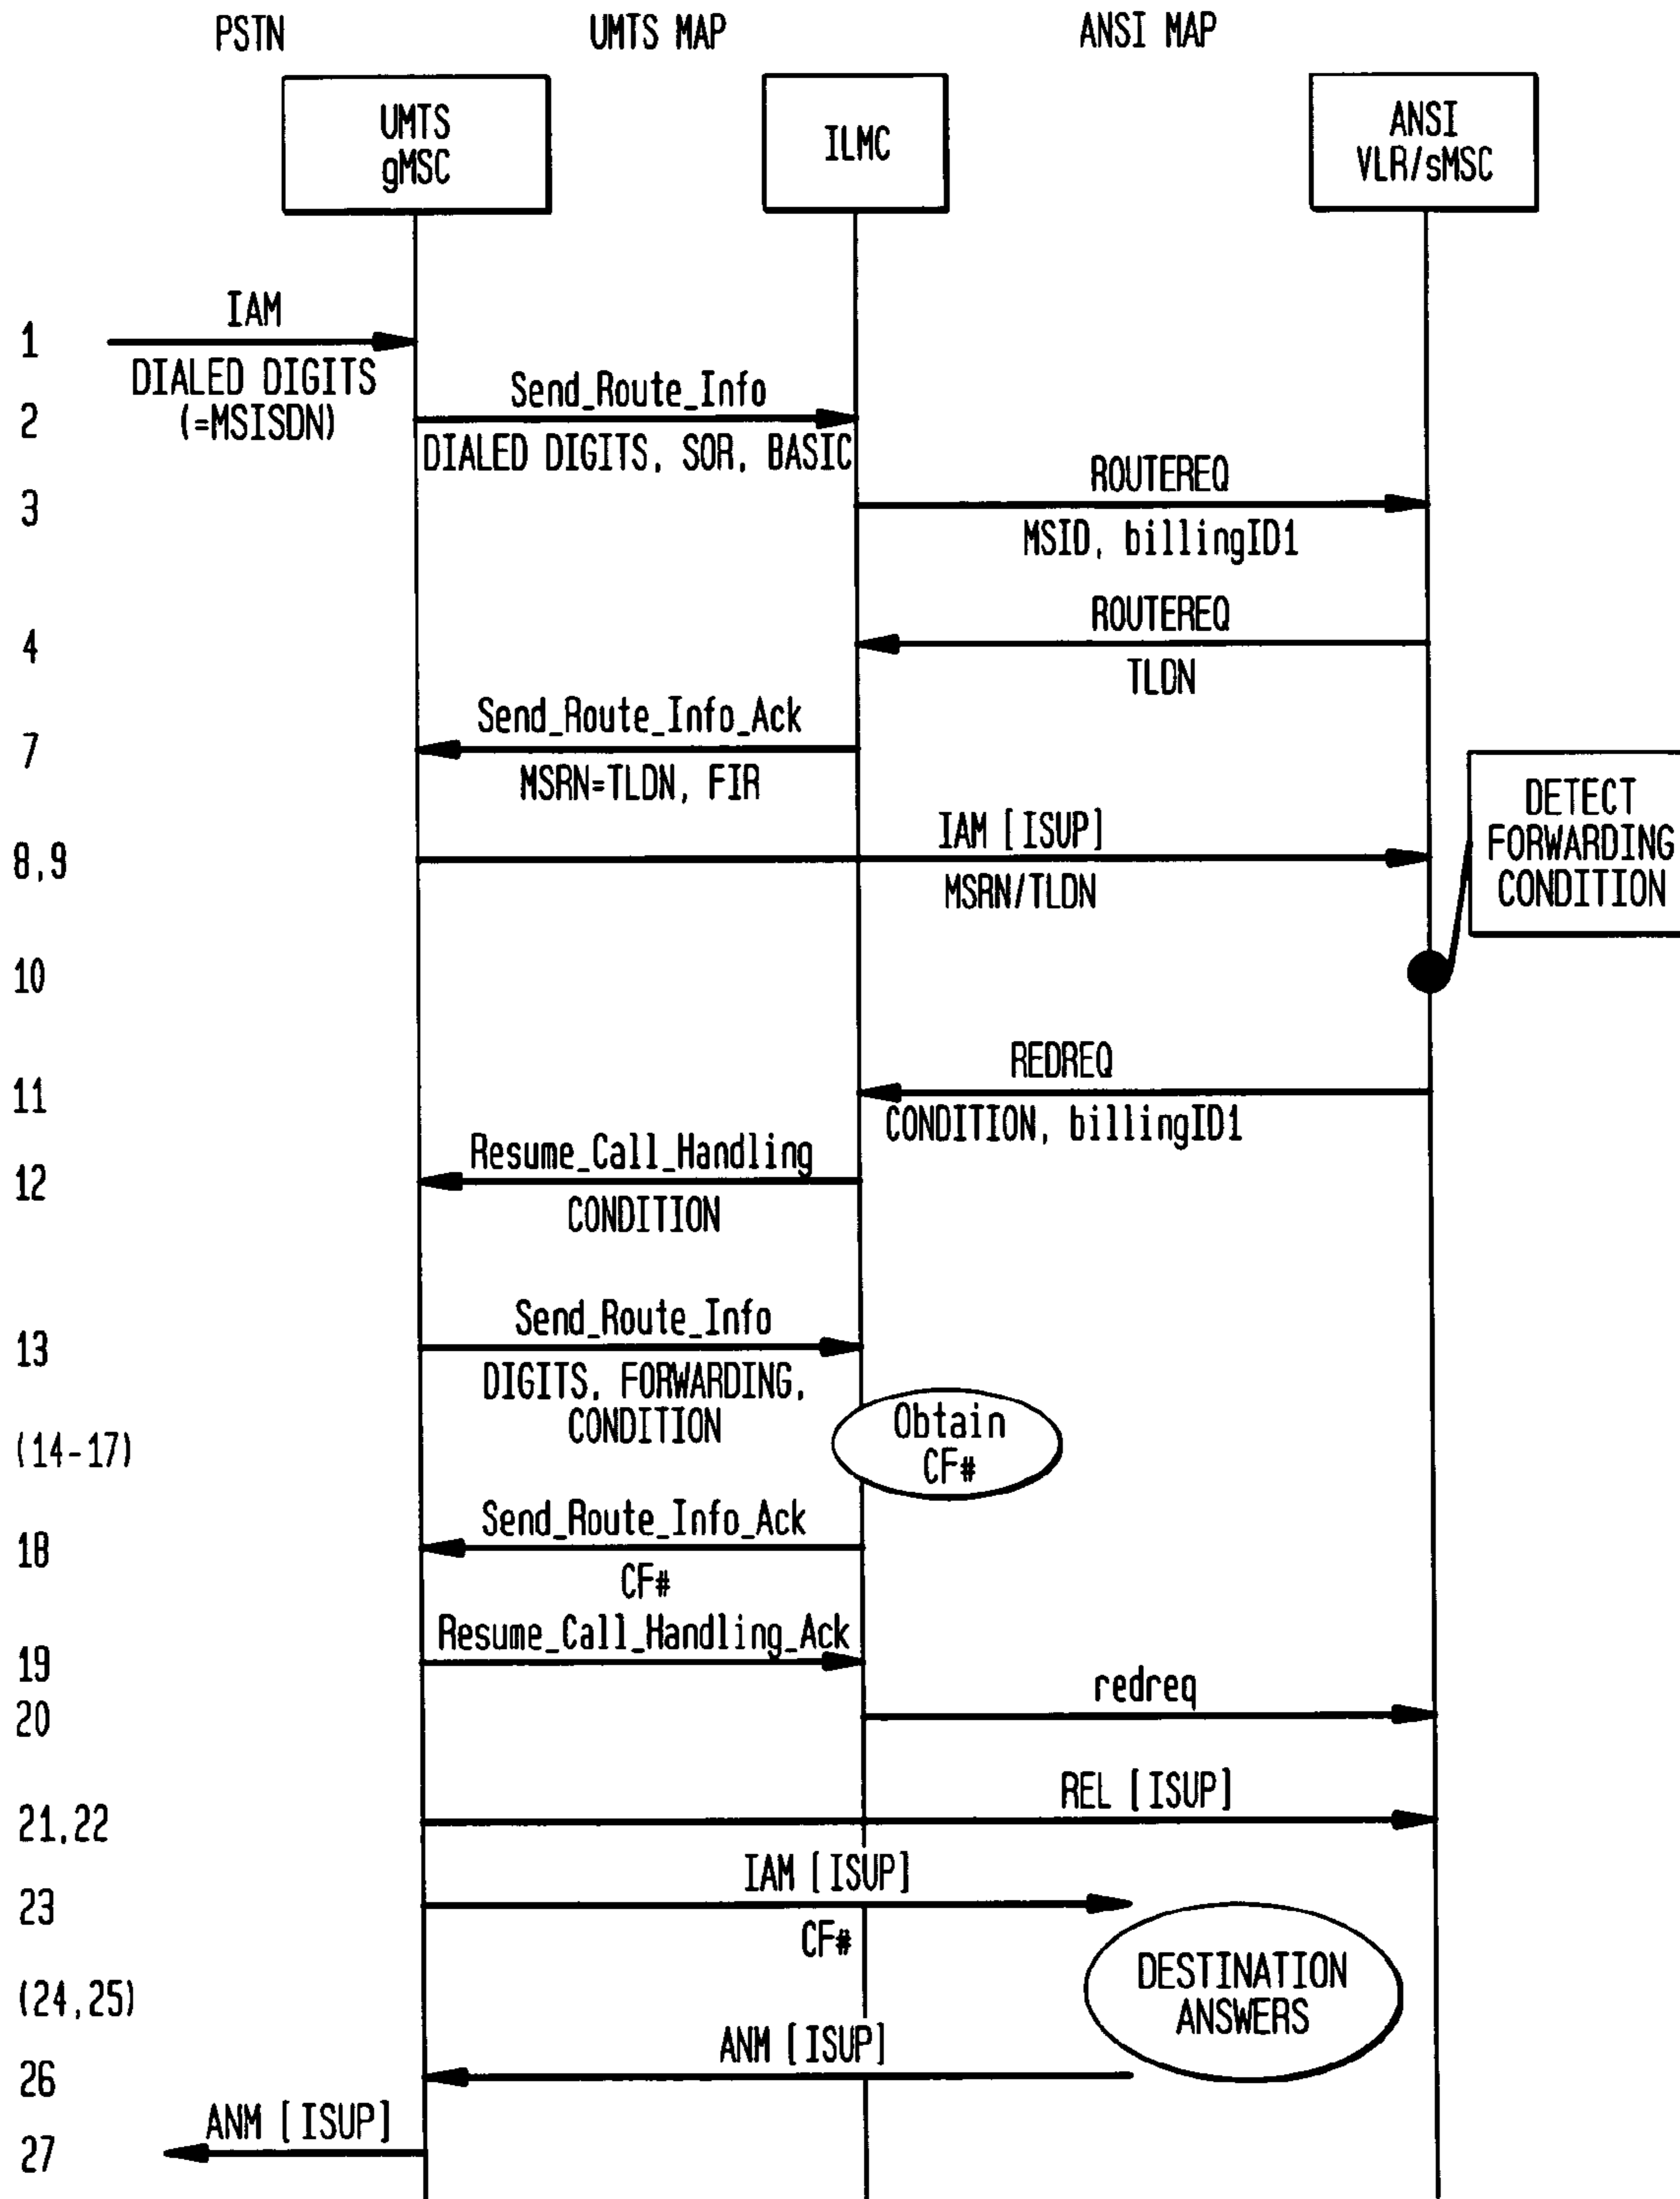 PSTN UMTS MAP ANSI MAP
UMTS
gMSC
ILMC
ANSI
VLR/sMSC
1 IAM
DIALED DIGITS
(=MSISDN)
2 Send_Route_Info
DIALED DIGITS, SOR, BASIC
3 ROUTEREQ
MSID, billingID1
4 ROUTEREQ
TLDN
7 Send_Route_Info_Ack
MSRN=TLDN, FIR
8,9 IAM [ISUP]
MSRN/TLDN
DETECT
FORWARDING
CONDITION
10
11 REDREQ
CONDITION, billingID1
12 Resume_Call_Handling
CONDITION
13 Send_Route_Info
DIGITS, FORWARDING,
CONDITION
(14-17) Obtain
CF#
18 Send_Route_Info_Ack
CF#
19 Resume_Call_Handling_Ack
20 redreq
21,22 REL [ISUP]
23 IAM [ISUP]
CF#
(24,25) DESTINATION
ANSWERS
26 ANM [ISUP]
27 ANM [ISUP]